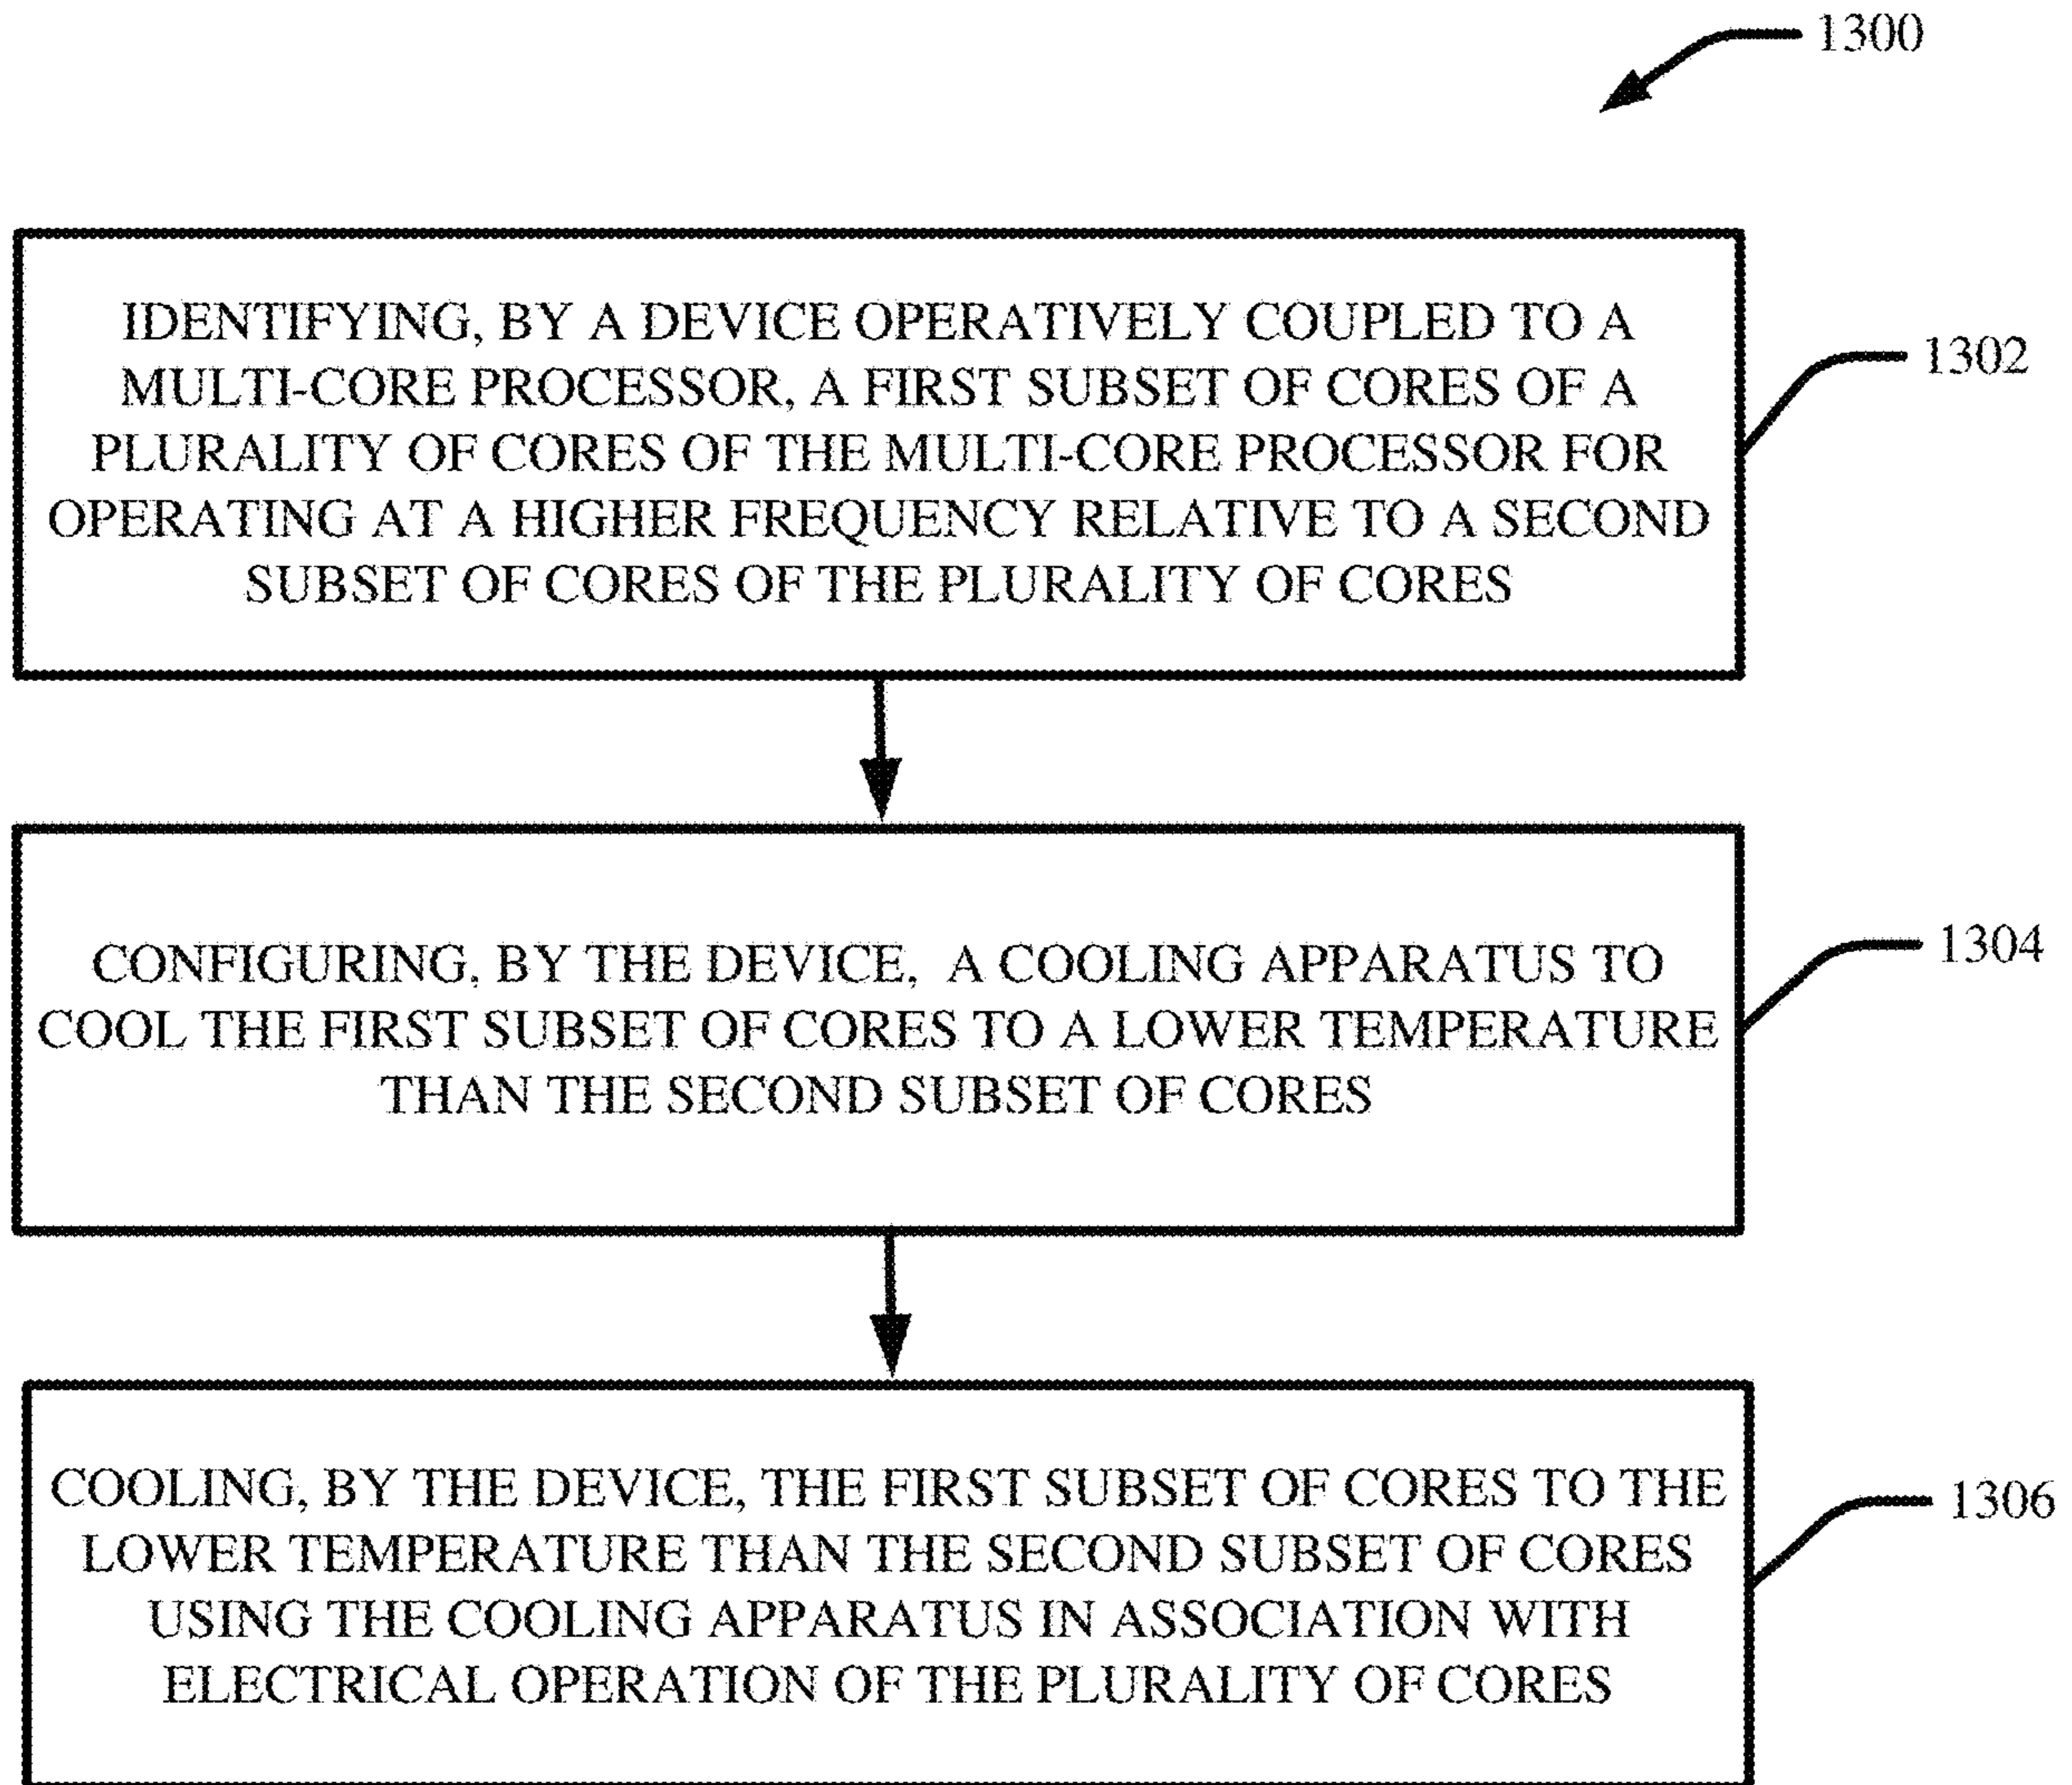 1300
IDENTIFYING, BY A DEVICE OPERATIVELY COUPLED TO A
MULTI-CORE PROCESSOR, A FIRST SUBSET OF CORES OF A
PLURALITY OF CORES OF THE MULTI-CORE PROCESSOR FOR
OPERATING AT A HIGHER FREQUENCY RELATIVE TO A SECOND
SUBSET OF CORES OF THE PLURALITY OF CORES
1302
CONFIGURING, BY THE DEVICE, A COOLING APPARATUS TO
COOL THE FIRST SUBSET OF CORES TO A LOWER TEMPERATURE
THAN THE SECOND SUBSET OF CORES
1304
COOLING, BY THE DEVICE, THE FIRST SUBSET OF CORES TO THE
LOWER TEMPERATURE THAN THE SECOND SUBSET OF CORES
USING THE COOLING APPARATUS IN ASSOCIATION WITH
ELECTRICAL OPERATION OF THE PLURALITY OF CORES
1306